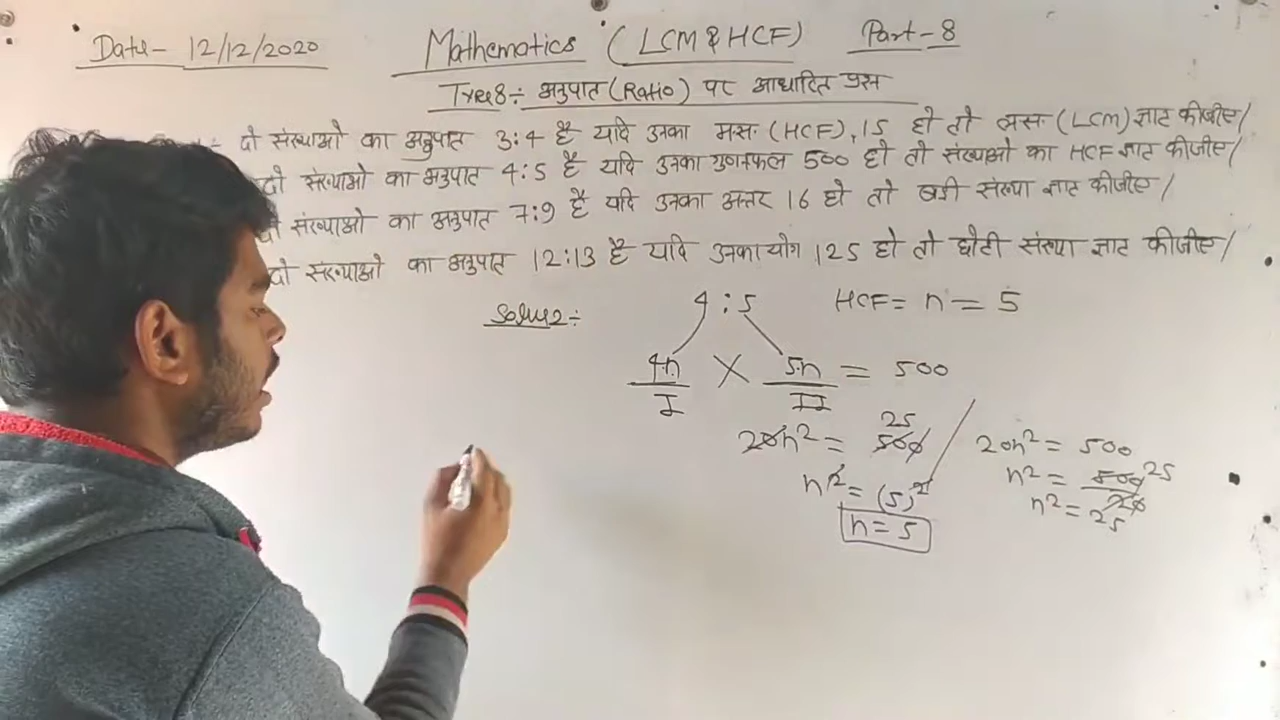 Date- 12/12/2020 Mathematics (LCM & HCF) Part-8
Type8÷ अनुपात (Ratio) पर आधारित प्रश्न
दो संख्याओ का अनुपात 3:4 है यदि उनका मसः (HCF), 15 हो तो लसः (LCM) ज्ञात कीजीए/
दो संख्याओ का अनुपात 4:5 है यदि उनका गुणनफल 500 हो तो संख्याओ का HCF ज्ञात कीजीए/
संख्याओ का अनुपात 7:9 है यदि उनका अन्तर 16 हो तो बड़ी संख्या ज्ञात कीजीए/
दो संख्याओ का अनुपात 12:13 है यदि उनका योग 125 हो तो छोटी संख्या ज्ञात कीजीए/
4:5 HCF = n = 5
4n × 5n = 500
I II
20n² = 500 25 20n² = 500
n² = (5)² n² = 500/20 25
n = 5 n² = 25